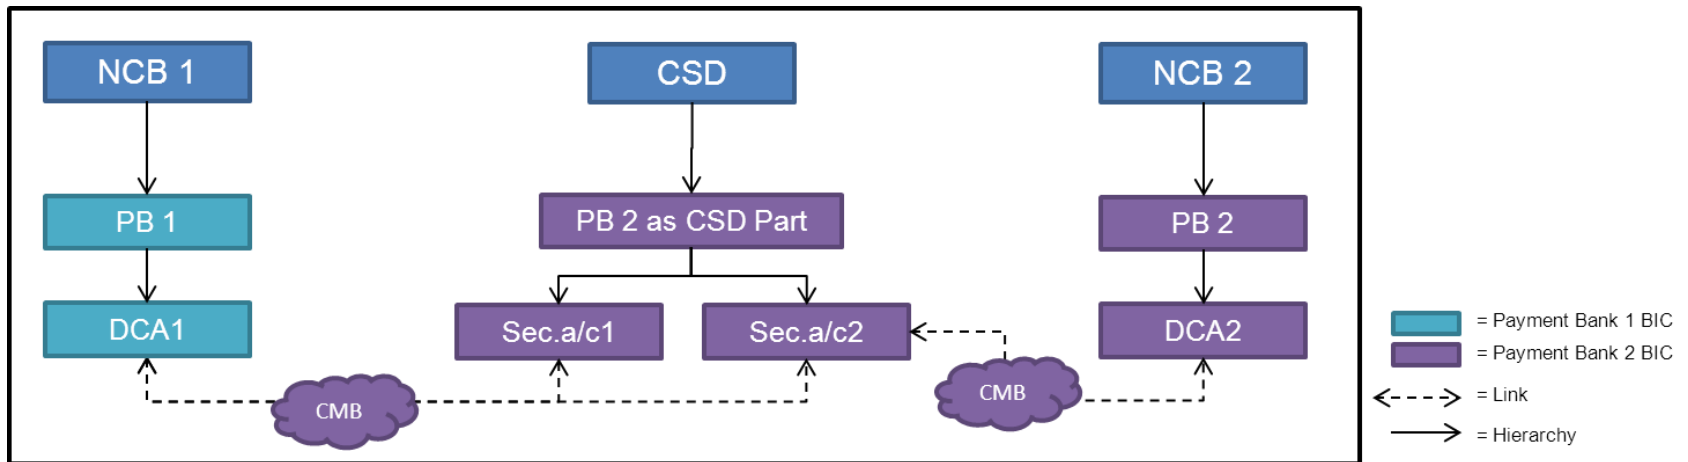 NCB 1
CSD
NCB 2
PB 1
PB 2 as CSD Part
PB 2
DCA1
Sec.a/c1
Sec.a/c2
DCA2
CMB
CMB
= Payment Bank 1 BIC
= Payment Bank 2 BIC
= Link
= Hierarchy